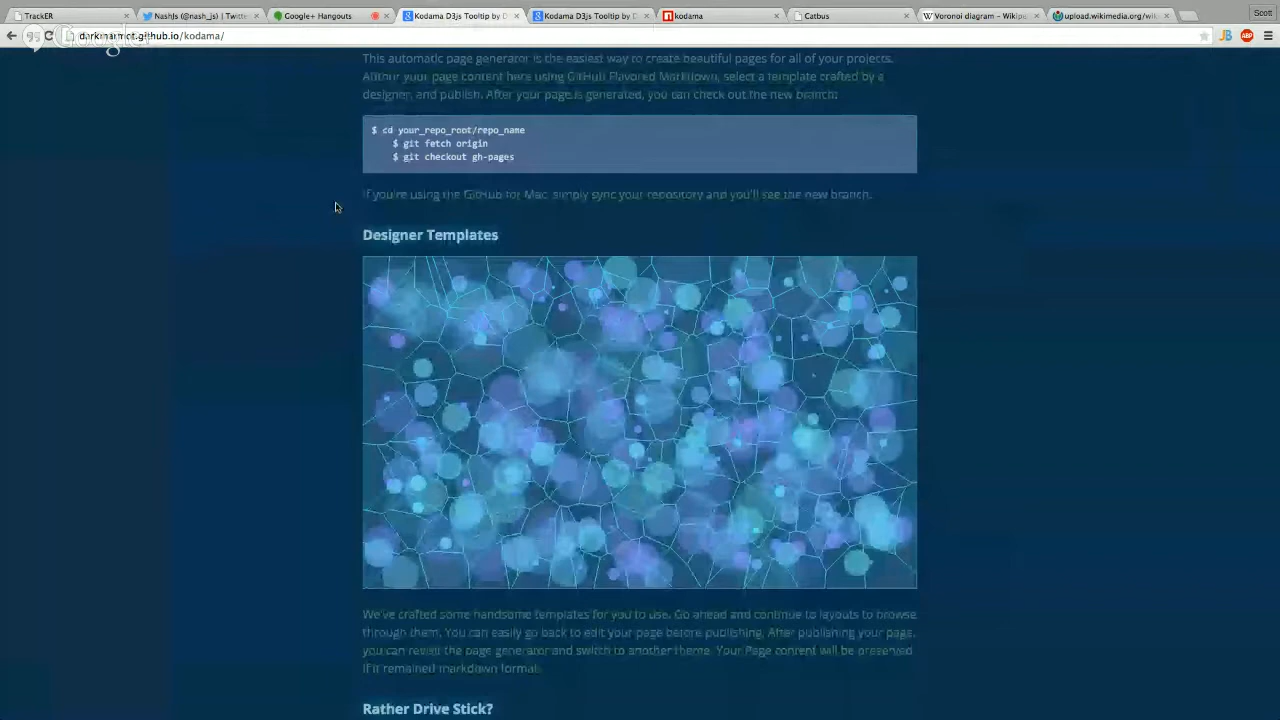 TrackER
NashJs (@nash_js) | Twitte
Google+ Hangouts
Kodama D3js Tooltip by D
Kodama D3js Tooltip by D
kodama
Catbus
Voronoi diagram - Wikipe
upload.wikimedia.org/wik
Scott
darkmarmot.github.io/kodama/
This automatic page generator is the easiest way to create beautiful pages for all of your projects.
Author your page content here using GitHub Flavored Markdown, select a template crafted by a
designer, and publish. After your page is generated, you can check out the new branch:
$ cd your_repo_root/repo_name
$ git fetch origin
$ git checkout gh-pages
If you're using the GitHub for Mac, simply sync your repository and you'll see the new branch.
Designer Templates
We've crafted some handsome templates for you to use. Go ahead and continue to layouts to browse
through them. You can easily go back to edit your page before publishing. After publishing your page,
you can revisit the page generator and switch to another theme. Your Page content will be preserved
if it remained markdown format.
Rather Drive Stick?